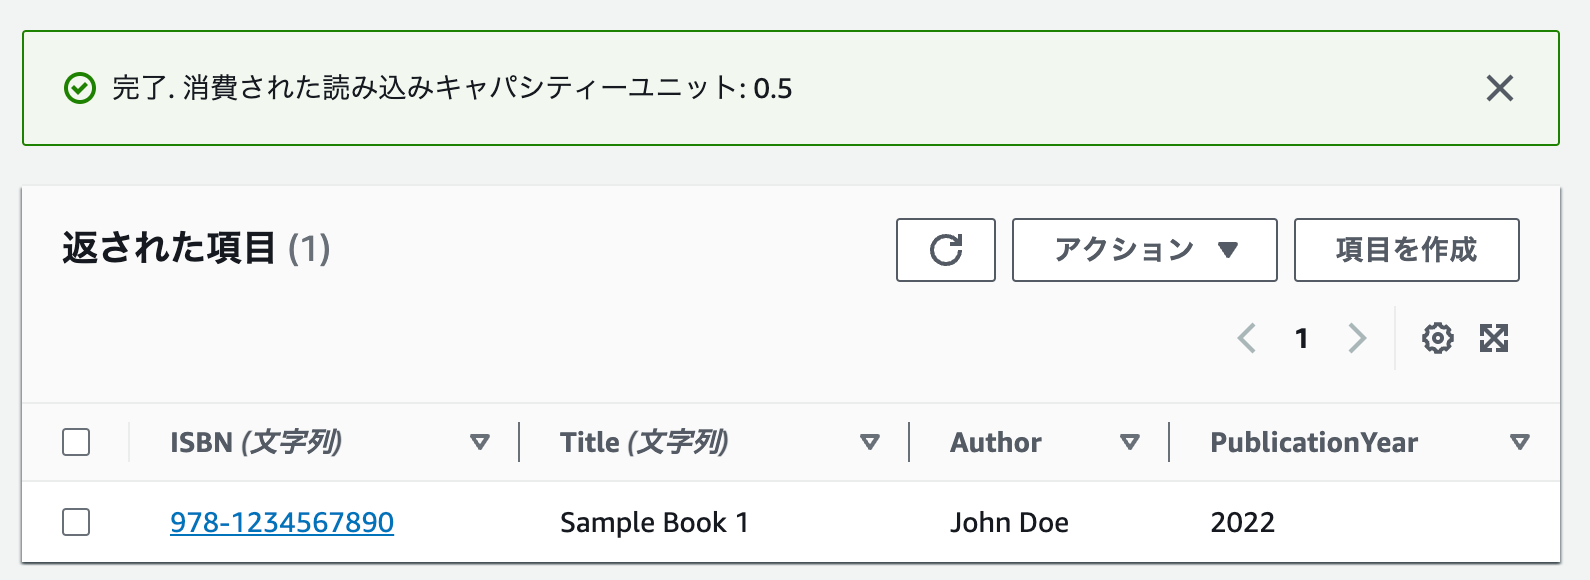 完了. 消費された読み込みキャパシティーユニット: 0.5
返された項目 (1)
アクション
項目を作成
1
ISBN (文字列) Title (文字列) Author PublicationYear
978-1234567890 Sample Book 1 John Doe 2022